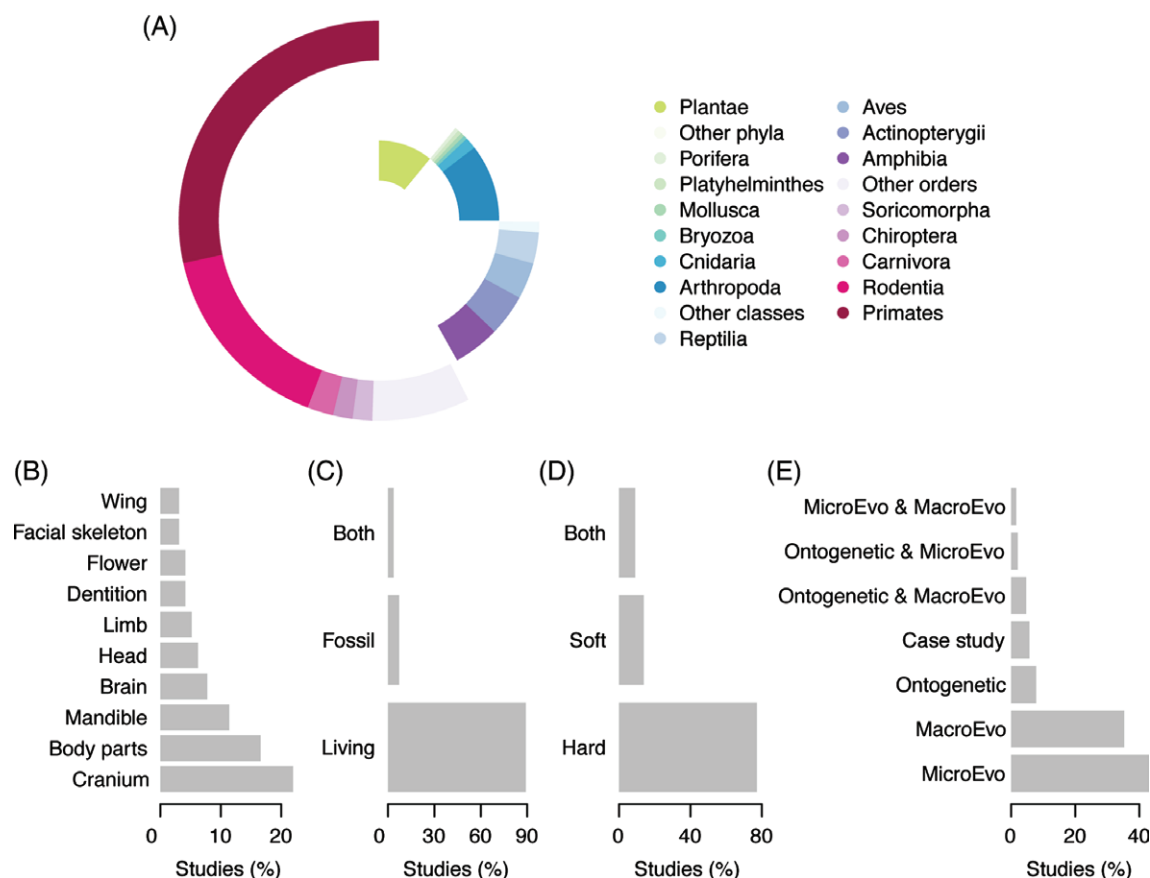 (A)
Plantae
Other phyla
Porifera
Platyhelminthes
Mollusca
Bryozoa
Cnidaria
Arthropoda
Other classes
Reptilia
Aves
Actinopterygii
Amphibia
Other orders
Soricomorpha
Chiroptera
Carnivora
Rodentia
Primates
(B)
Wing
Facial skeleton
Flower
Dentition
Limb
Head
Brain
Mandible
Body parts
Cranium
0 10 20
Studies (%)
(C)
Both
Fossil
Living
0 30 60 90
Studies (%)
(D)
Both
Soft
Hard
0 40 80
Studies (%)
(E)
MicroEvo & MacroEvo
Ontogenetic & MicroEvo
Ontogenetic & MacroEvo
Case study
Ontogenetic
MacroEvo
MicroEvo
0 20 40
Studies (%)